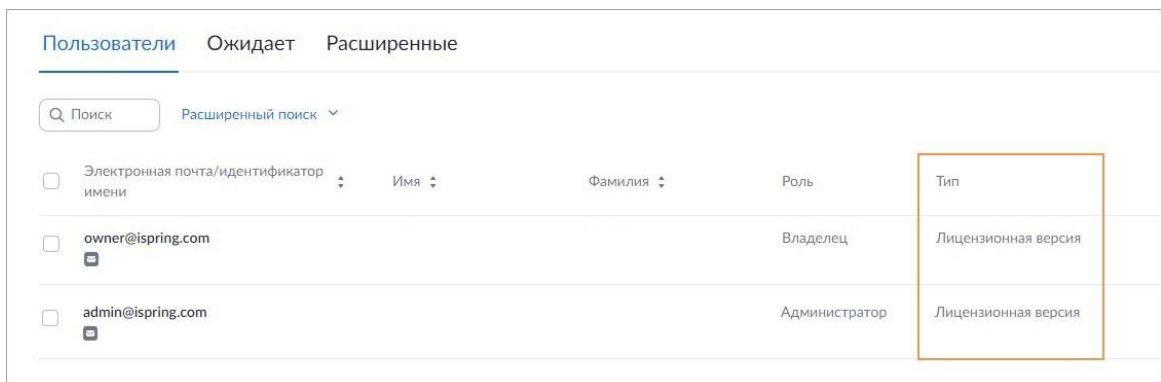 Пользователи Ожидает Расширенные
Поиск Расширенный поиск
Электронная почта/идентификатор имени Имя Фамилия Роль Тип
owner@ispring.com Владелец Лицензионная версия
admin@ispring.com Администратор Лицензионная версия